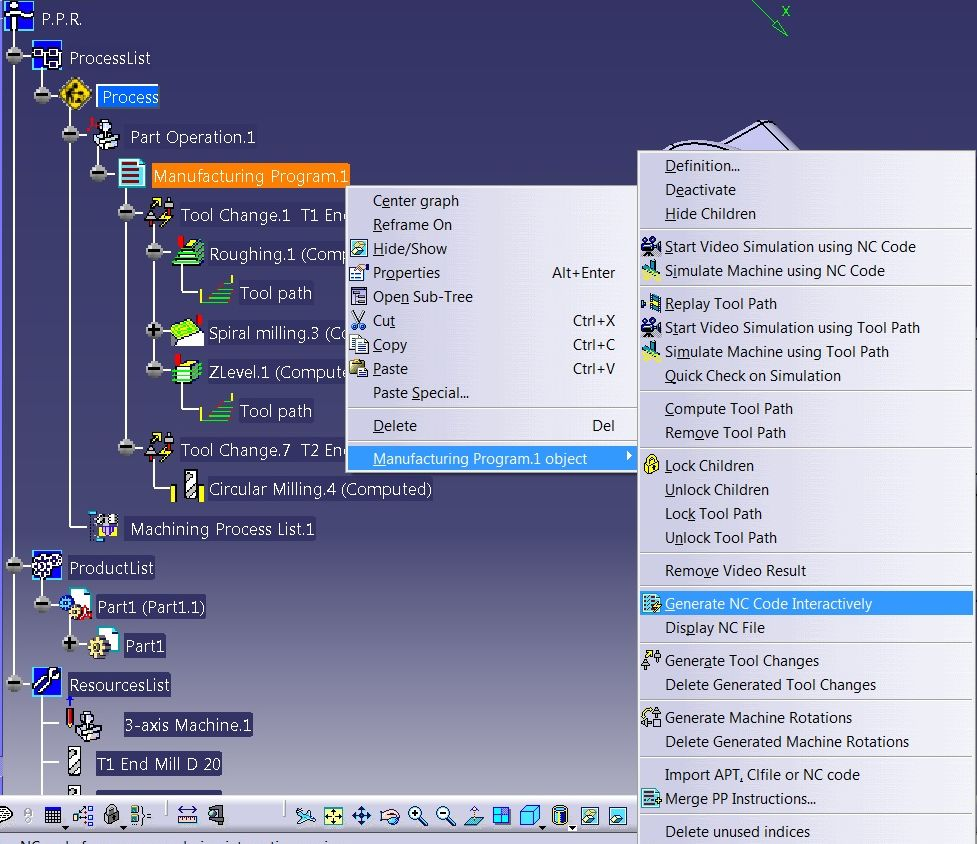 P.P.R.
ProcessList
Process
Part Operation.1
Manufacturing Program.1
Tool Change.1 T1 En
Roughing.1 (Comp
Tool path
Spiral milling.3 (Co
ZLevel.1 (Compute
Tool path
Tool Change.7 T2 En
Circular Milling.4 (Computed)
Machining Process List.1
ProductList
Part1 (Part1.1)
Part1
ResourcesList
3-axis Machine.1
T1 End Mill D 20
Center graph
Reframe On
Hide/Show
Properties Alt+Enter
Open Sub-Tree
Cut Ctrl+X
Copy Ctrl+C
Paste Ctrl+V
Paste Special...
Delete Del
Manufacturing Program.1 object
x
Definition...
Deactivate
Hide Children
Start Video Simulation using NC Code
Simulate Machine using NC Code
Replay Tool Path
Start Video Simulation using Tool Path
Simulate Machine using Tool Path
Quick Check on Simulation
Compute Tool Path
Remove Tool Path
Lock Children
Unlock Children
Lock Tool Path
Unlock Tool Path
Remove Video Result
Generate NC Code Interactively
Display NC File
Generate Tool Changes
Delete Generated Tool Changes
Generate Machine Rotations
Delete Generated Machine Rotations
Import APT, Clfile or NC code
Merge PP Instructions...
Delete unused indices